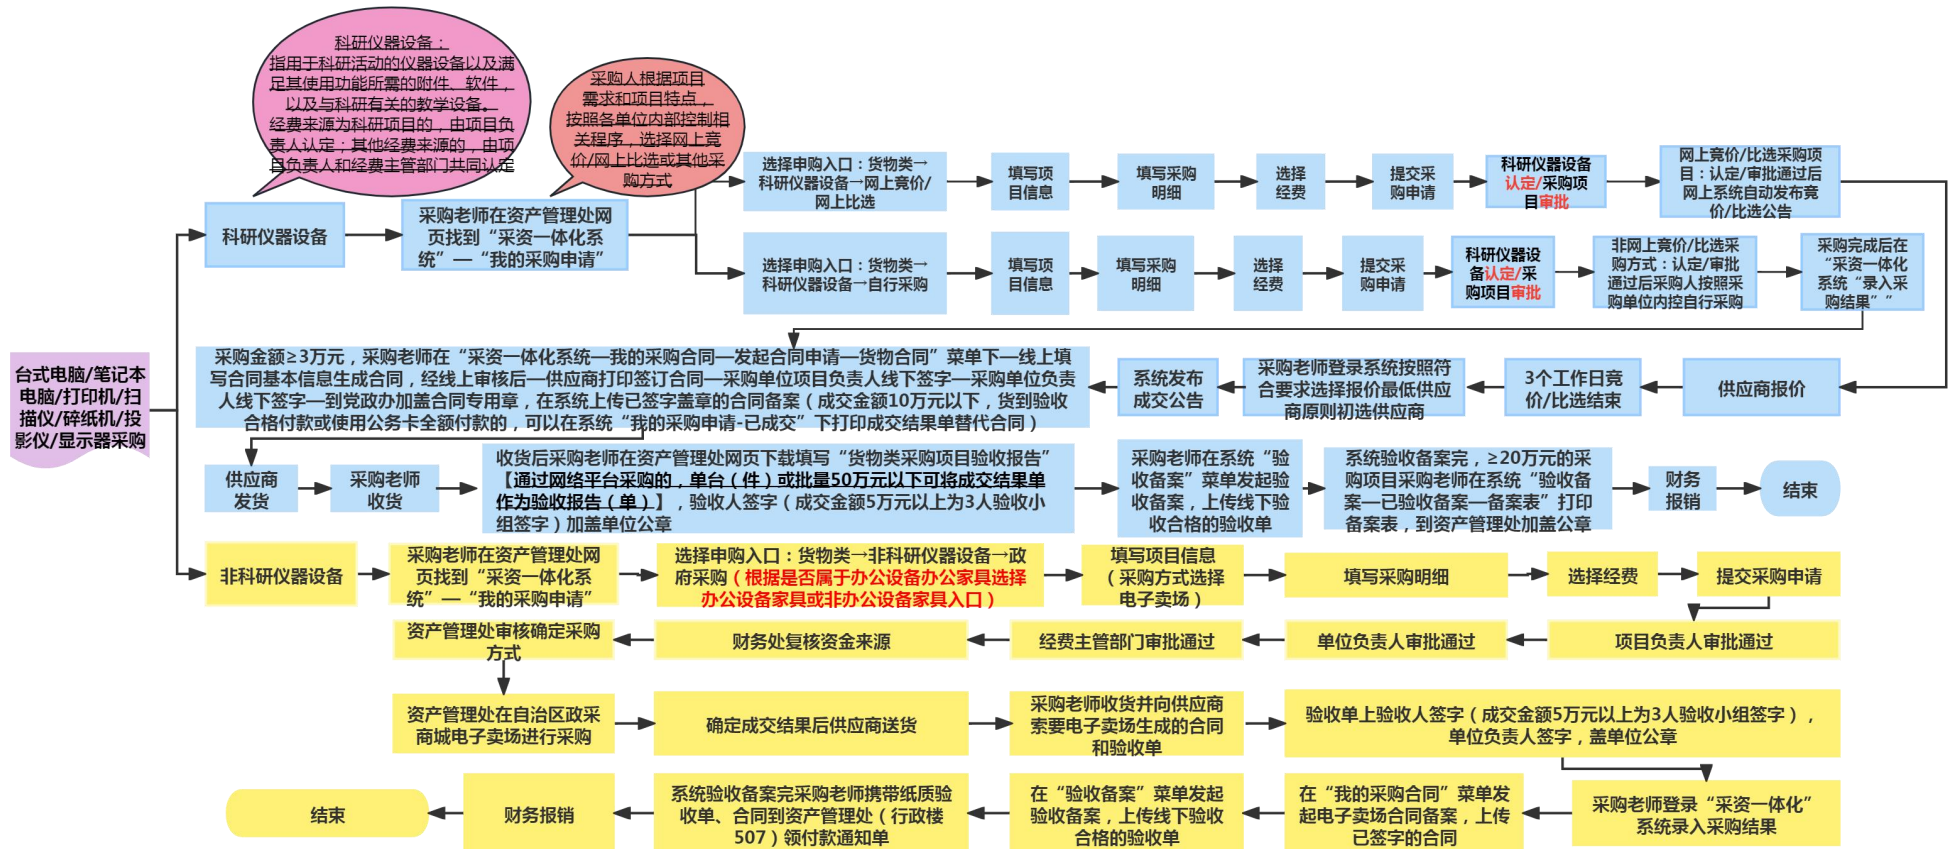 科研仪器设备：
指用于科研活动的仪器设备以及满
足其使用功能所需的附件、软件，
以及与科研有关的教学设备。
经费来源为科研项目的，由项目负
责人认定；其他经费来源的，由项
目负责人和经费主管部门共同认定
采购人根据项目
需求和项目特点，
按照各单位内部控制相
关程序，选择网上竞
价/网上比选或其他采
购方式
台式电脑/笔记本
电脑/打印机/扫
描仪/碎纸机/投
影仪/显示器采购
科研仪器设备
采购老师在资产管理处网
页找到“采资一体化系
统”—“我的采购申请”
选择申购入口：货物类→
科研仪器设备→网上竞价/
网上比选
填写项
目信息
填写采购
明细
选择
经费
提交采
购申请
科研仪器设备
认定/采购项
目审批
网上竞价/比选采购项
目：认定/审批通过后
网上系统自动发布竞
价/比选公告
选择申购入口：货物类→
科研仪器设备→自行采购
填写项
目信息
填写采购
明细
选择
经费
提交采
购申请
科研仪器设
备认定/采
购项目审批
非网上竞价/比选采
购方式：认定/审批
通过后采购人按照采
购单位内控自行采购
采购完成后在
“采资一体化
系统“录入采
购结果””
供应商报价
3个工作日竞
价/比选结束
采购老师登录系统按照符
合要求选择报价最低供应
商原则初选供应商
系统发布
成交公告
采购金额≥3万元，采购老师在“采资一体化系统—我的采购合同—发起合同申请—货物合同”菜单下—线上填
写合同基本信息生成合同，经线上审核后—供应商打印签订合同—采购单位项目负责人线下签字—采购单位负责
人线下签字—到党政办加盖合同专用章，在系统上传已签字盖章的合同备案（成交金额10万元以下，货到验收
合格付款或使用公务卡全额付款的，可以在系统“我的采购申请-已成交”下打印成交结果单替代合同）
供应商
发货
采购老师
收货
收货后采购老师在资产管理处网页下载填写“货物类采购项目验收报告”
【通过网络平台采购的，单台（件）或批量50万元以下可将成交结果单
作为验收报告（单）】，验收人签字（成交金额5万元以上为3人验收小
组签字）加盖单位公章
采购老师在系统“验
收备案”菜单发起验
收备案，上传线下验
收合格的验收单
系统验收备案完，≥20万元的采
购项目采购老师在系统“验收备
案—已验收备案—备案表”打印
备案表，到资产管理处加盖公章
财务
报销
结束
非科研仪器设备
采购老师在资产管理处网
页找到“采资一体化系
统”—“我的采购申请”
选择申购入口：货物类→非科研仪器设备→政
府采购（根据是否属于办公设备办公家具选择
办公设备家具或非办公设备家具入口）
填写项目信息
（采购方式选择
电子卖场）
填写采购明细
选择经费
提交采购申请
项目负责人审批通过
单位负责人审批通过
经费主管部门审批通过
财务处复核资金来源
资产管理处审核确定采购
方式
资产管理处在自治区政采
商城电子卖场进行采购
确定成交结果后供应商送货
采购老师收货并向供应商
索要电子卖场生成的合同
和验收单
验收单上验收人签字（成交金额5万元以上为3人验收小组签字），
单位负责人签字，盖单位公章
采购老师登录“采资一体化”
系统录入采购结果
在“我的采购合同”菜单发
起电子卖场合同备案，上传
已签字的合同
在“验收备案”菜单发起
验收备案，上传线下验收
合格的验收单
系统验收备案完采购老师携带纸质验
收单、合同到资产管理处（行政楼
507）领付款通知单
财务报销
结束